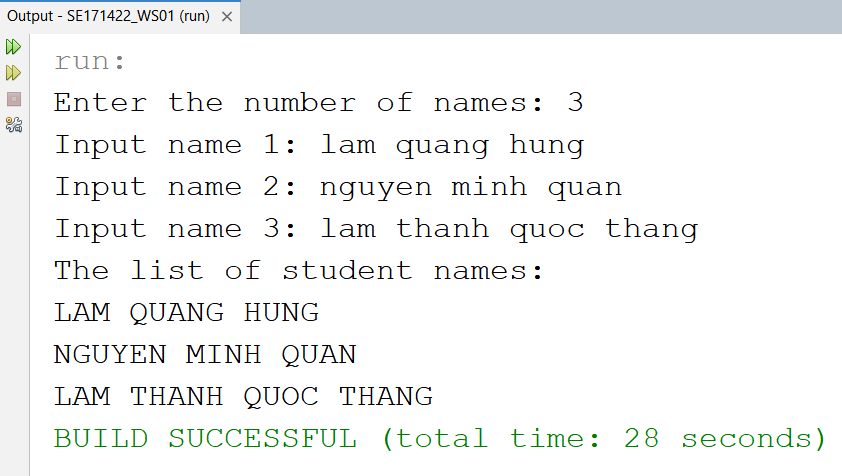 Output - SE171422_WS01 (run)
run:
Enter the number of names: 3
Input name 1: lam quang hung
Input name 2: nguyen minh quan
Input name 3: lam thanh quoc thang
The list of student names:
LAM QUANG HUNG
NGUYEN MINH QUAN
LAM THANH QUOC THANG
BUILD SUCCESSFUL (total time: 28 seconds)